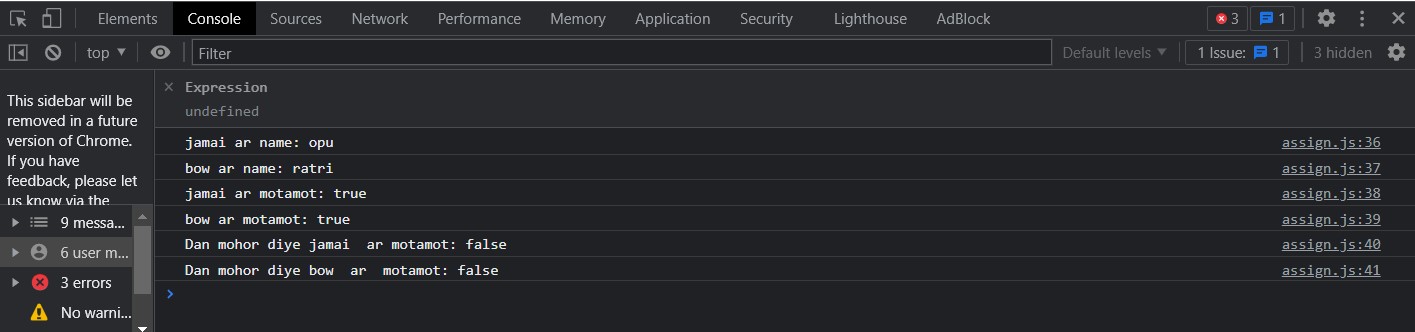 Elements Console Sources Network Performance Memory Application Security Lighthouse AdBlock 3 1
top Filter Default levels 1 Issue: 1 3 hidden
This sidebar will be
removed in a future
version of Chrome.
If you have
feedback, please let
us know via the
9 messa...
6 user m...
3 errors
No warni...
Expression
undefined
jamai ar name: opu assign.js:36
bow ar name: ratri assign.js:37
jamai ar motamot: true assign.js:38
bow ar motamot: true assign.js:39
Dan mohor diye jamai  ar motamot: false assign.js:40
Dan mohor diye bow  ar  motamot: false assign.js:41